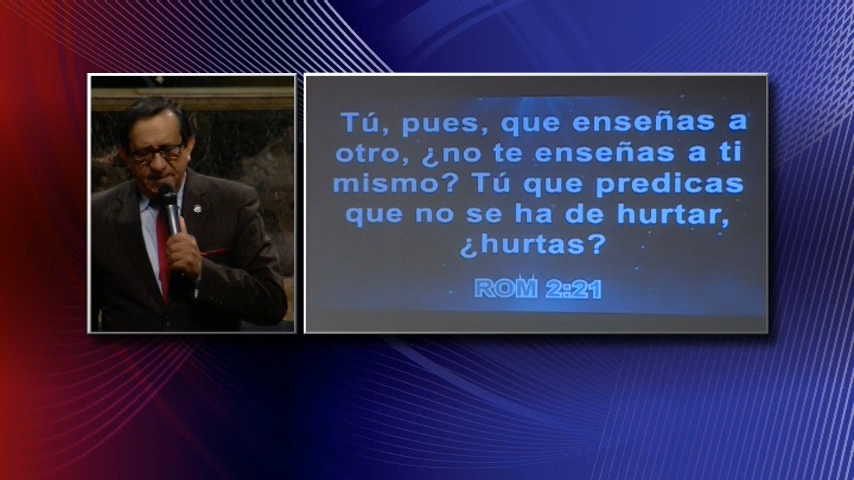 Tú, pues, que enseñas a
otro, ¿no te enseñas a ti
mismo? Tú que predicas
que no se ha de hurtar,
¿hurtas?
ROM 2:21